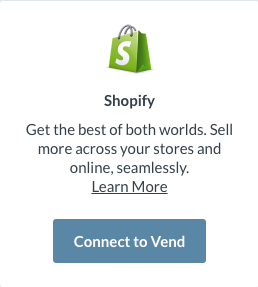 S
Shopify
Get the best of both worlds. Sell
more across your stores and
online, seamlessly.
Learn More
Connect to Vend